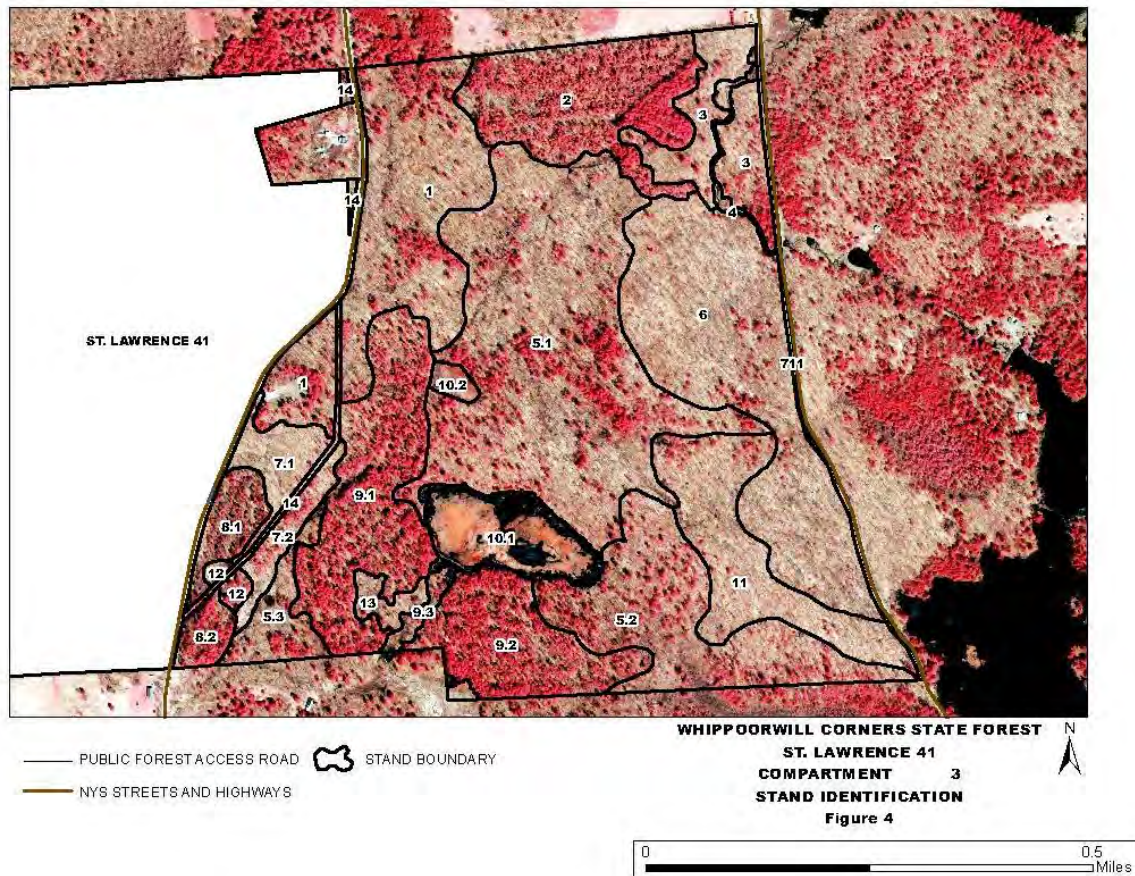 14
2
3
3
14
1
4
6
5.1
ST. LAWRENCE 41
711
10.2
1
7.1
9.1
14
8.1
7.2
10.1
12
12
13
9.3
11
5.3
5.2
8.2
9.2
PUBLIC FOREST ACCESS ROAD STAND BOUNDARY
NYS STREETS AND HIGHWAYS
WHIPPOORWILL CORNERS STATE FOREST
N
ST. LAWRENCE 41
COMPARTMENT 3
STAND IDENTIFICATION
Figure 4
0 0.5
Miles